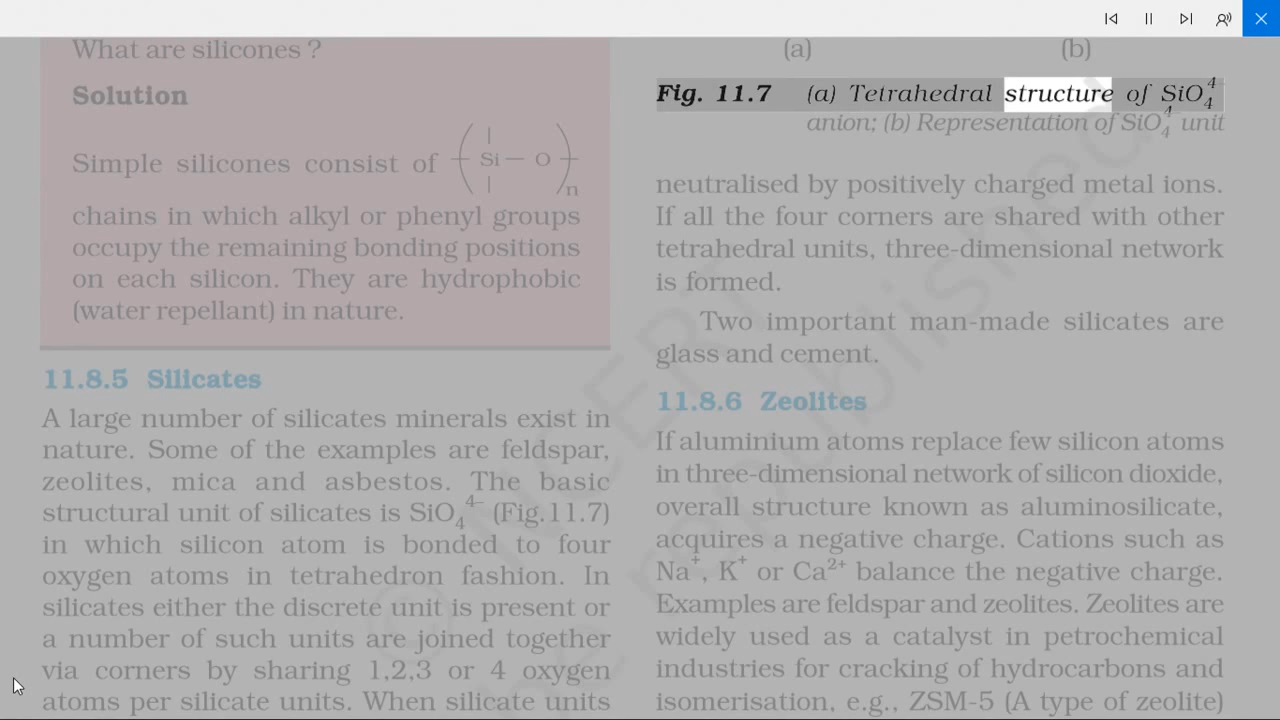 What are silicones ?
Solution
Simple silicones consist of (Si — O)n
chains in which alkyl or phenyl groups
occupy the remaining bonding positions
on each silicon. They are hydrophobic
(water repellant) in nature.
11.8.5 Silicates
A large number of silicates minerals exist in
nature. Some of the examples are feldspar,
zeolites, mica and asbestos. The basic
structural unit of silicates is SiO₄⁴⁻ (Fig.11.7)
in which silicon atom is bonded to four
oxygen atoms in tetrahedron fashion. In
silicates either the discrete unit is present or
a number of such units are joined together
via corners by sharing 1,2,3 or 4 oxygen
atoms per silicate units. When silicate units
(a) (b)
Fig. 11.7 (a) Tetrahedral structure of SiO₄⁴⁻
anion; (b) Representation of SiO₄⁴⁻ unit
neutralised by positively charged metal ions.
If all the four corners are shared with other
tetrahedral units, three-dimensional network
is formed.
Two important man-made silicates are
glass and cement.
11.8.6 Zeolites
If aluminium atoms replace few silicon atoms
in three-dimensional network of silicon dioxide,
overall structure known as aluminosilicate,
acquires a negative charge. Cations such as
Na⁺, K⁺ or Ca²⁺ balance the negative charge.
Examples are feldspar and zeolites. Zeolites are
widely used as a catalyst in petrochemical
industries for cracking of hydrocarbons and
isomerisation, e.g., ZSM-5 (A type of zeolite)
© NCERT
be republished